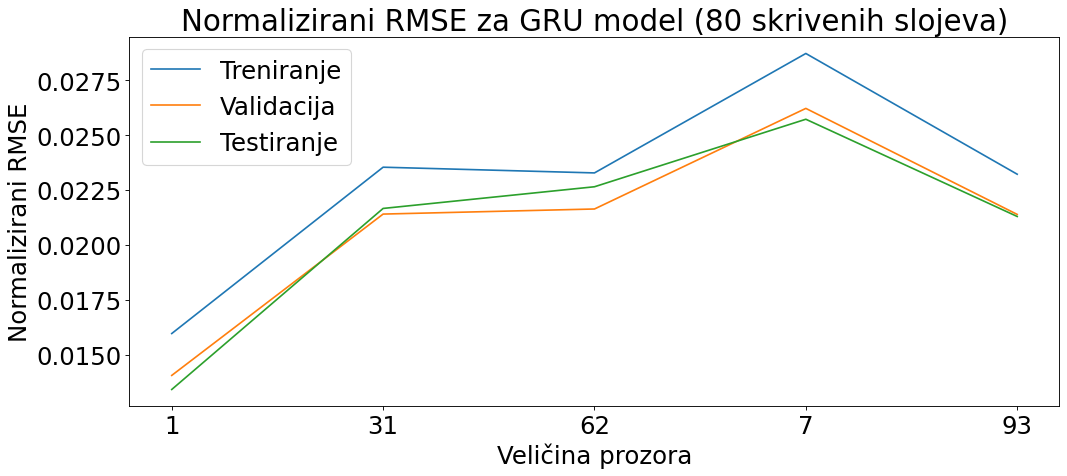 Normalizirani RMSE za GRU model (80 skrivenih slojeva)
Treniranje
Validacija
Testiranje
Normalizirani RMSE
0.0275
0.0250
0.0225
0.0200
0.0175
0.0150
1 31 62 7 93
Veličina prozora